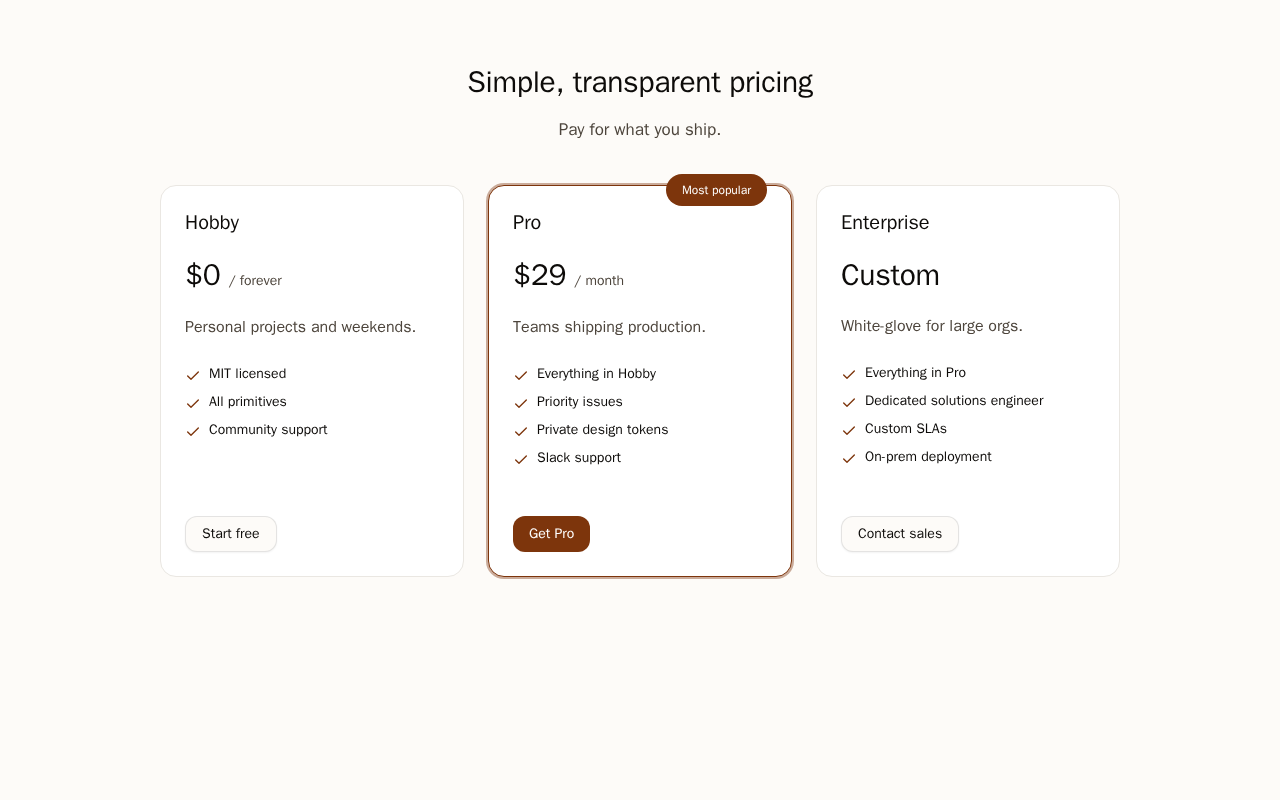 Simple, transparent pricing
Pay for what you ship.
Hobby
$0 / forever
Personal projects and weekends.
MIT licensed
All primitives
Community support
Start free
Most popular
Pro
$29 / month
Teams shipping production.
Everything in Hobby
Priority issues
Private design tokens
Slack support
Get Pro
Enterprise
Custom
White-glove for large orgs.
Everything in Pro
Dedicated solutions engineer
Custom SLAs
On-prem deployment
Contact sales